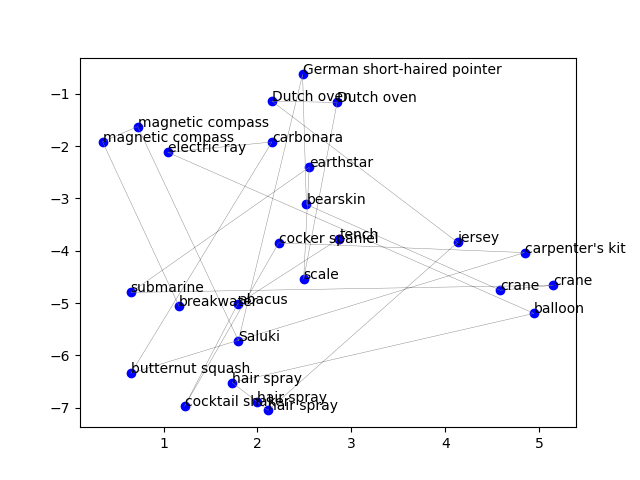 German short-haired pointer
Dutch oven
Dutch oven
magnetic compass
magnetic compass
carbonara
electric ray
earthstar
bearskin
tench
jersey
cocker spaniel
carpenter's kit
scale
crane
crane
submarine
breakwater
abacus
balloon
Saluki
butternut squash
hair spray
cocktail shaker
hair spray
hair spray
−1
−2
−3
−4
−5
−6
−7
1 2 3 4 5